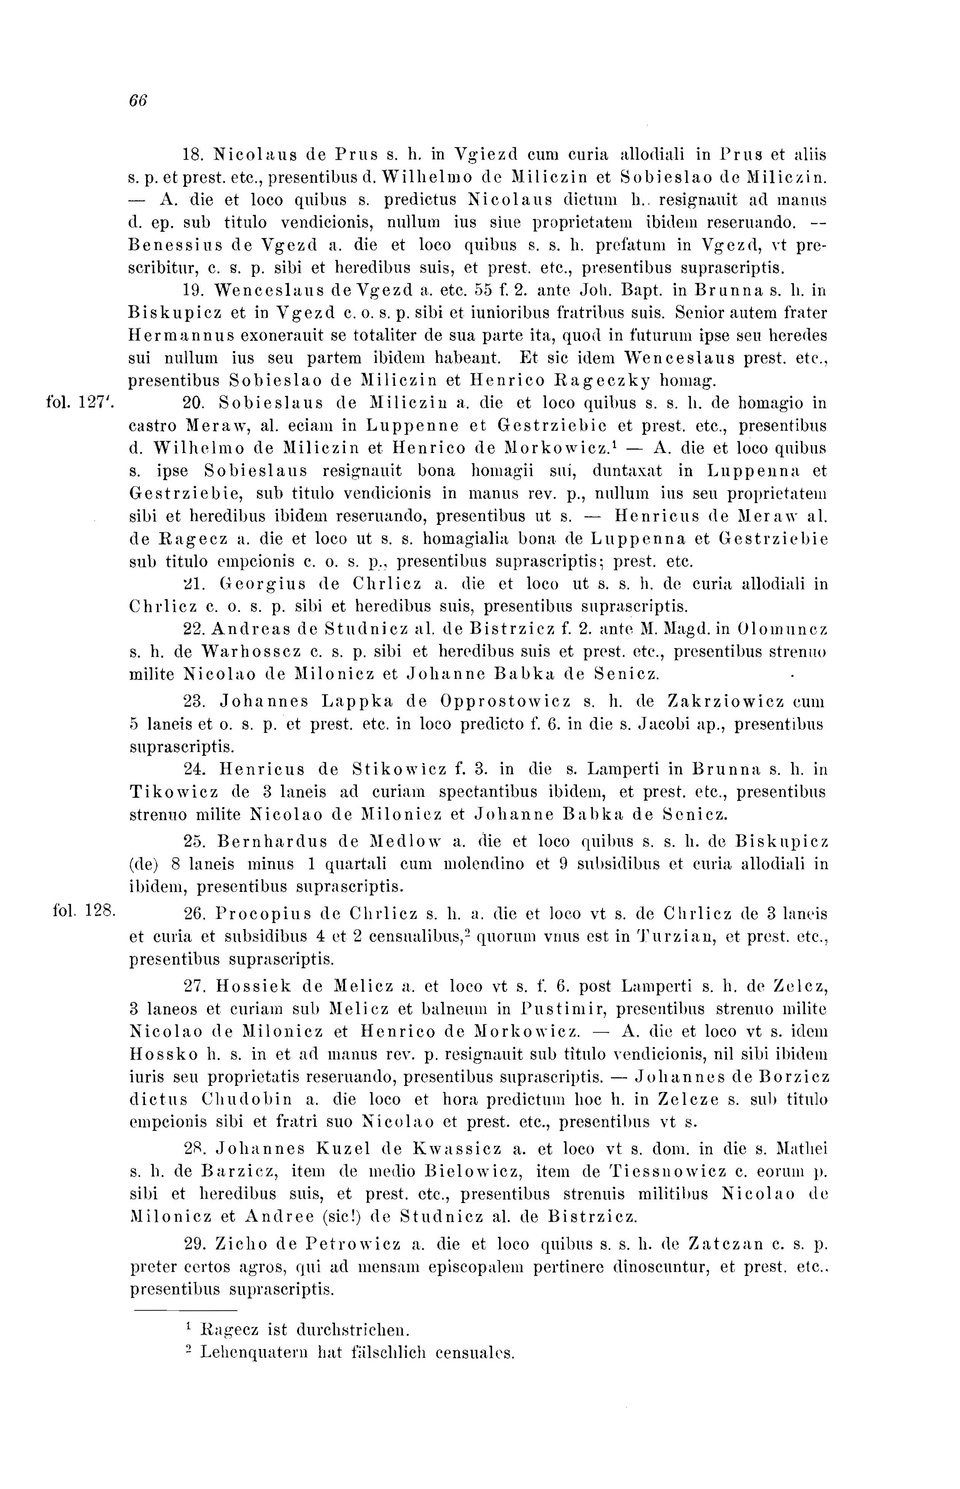 66
18. Nicolaus de Prus s. h. in Vgiezd cum curia allodiali in Prus et aliis
s. p. et prest. etc., presentibus d. Wilhelmo de Miliczin et Sobieslao de Miliczin.
— A. die et loco quibus s. predictus Nicolaus dictum h.. resignauit ad manus
d. ep. sub titulo vendicionis, nullum ius siue proprietatem ibidem reseruando. —
Benessius de Vgezd a. die et loco quibus s. s. h. prefatum in Vgezd, vt pre-
scribitur, c. s. p. sibi et heredibus suis, et prest. etc., presentibus suprascriptis.
19. Wenceslaus de Vgezd a. etc. 55 f. 2. ante Joh. Bapt. in Brunna s. h. in
Biskupicz et in Vgezd c. o. s. p. sibi et iunioribus fratribus suis. Senior autem frater
Hermannus exonerauit se totaliter de sua parte ita, quod in futurum ipse seu heredes
sui nullum ius seu partem ibidem habeant. Et sic idem Wenceslaus prest. etc.,
presentibus Sobieslao de Miliczin et Henrico Rageczky homag.
fol. 127'. 20. Sobieslaus de Miliczin a. die et loco quibus s. s. h. de homagio in
castro Meraw, al. eciam in Luppenne et Gestrziebie et prest. etc., presentibus
d. Wilhelmo de Miliczin et Henrico de Morkowicz.¹ — A. die et loco quibus
s. ipse Sobieslaus resignauit bona homagii sui, duntaxat in Luppenna et
Gestrziebie, sub titulo vendicionis in manus rev. p., nullum ius seu proprietatem
sibi et heredibus ibidem reseruando, presentibus ut s. — Henricus de Meraw al.
de Ragecz a. die et loco ut s. s. homagialia bona de Luppenna et Gestrziebie
sub titulo empcionis c. o. s. p., presentibus suprascriptis; prest. etc.
21. Georgius de Chrlicz a. die et loco ut s. s. h. de curia allodiali in
Chrlicz c. o. s. p. sibi et heredibus suis, presentibus suprascriptis.
22. Andreas de Studnicz al. de Bistrzicz f. 2. ante M. Magd. in Olomuncz
s. h. de Warhossez c. s. p. sibi et heredibus suis et prest. etc., presentibus strenuo
milite Nicolao de Milonicz et Johanne Babka de Senicz.
23. Johannes Lappka de Opprostowicz s. h. de Zakrziowicz cum
5 laneis et o. s. p. et prest. etc. in loco predicto f. 6. in die s. Jacobi ap., presentibus
suprascriptis.
24. Henricus de Stikowicz f. 3. in die s. Lamperti in Brunna s. h. in
Tikowicz de 3 laneis ad curiam spectantibus ibidem, et prest. etc., presentibus
strenuo milite Nicolao de Milonicz et Johanne Babka de Senicz.
25. Bernhardus de Medlow a. die et loco quibus s. s. h. de Biskupicz
(de) 8 laneis minus 1 quartali cum molendino et 9 subsidibus et curia allodiali in
ibidem, presentibus suprascriptis.
fol. 128. 26. Procopius de Chrlicz s. h. a. die et loco vt s. de Chrlicz de 3 laneis
et curia et subsidibus 4 et 2 censualibus,² quorum vnus est in Turzian, et prest. etc.,
presentibus suprascriptis.
27. Hossiek de Melicz a. et loco vt s. f. 6. post Lamperti s. h. de Zelcz,
3 laneos et curiam sub Melicz et balneum in Pustimir, presentibus strenuo milite
Nicolao de Milonicz et Henrico de Morkowicz. — A. die et loco vt s. idem
Hossko h. s. in et ad manus rev. p. resignauit sub titulo vendicionis, nil sibi ibidem
iuris seu proprietatis reseruando, presentibus suprascriptis. — Johannes de Borzicz
dictus Chudobin a. die loco et hora predictum hoc h. in Zelcze s. sub titulo
empcionis sibi et fratri suo Nicolao et prest. etc., presentibus vt s.
28. Johannes Kuzel de Kwassicz a. et loco vt s. dom. in die s. Mathei
s. h. de Barzicz, item de medio Bielowicz, item de Tiessnowicz c. eorum p.
sibi et heredibus suis, et prest. etc., presentibus strenuis militibus Nicolao de
Milonicz et Andree (sic!) de Studnicz al. de Bistrzicz.
29. Zicho de Petrowicz a. die et loco quibus s. s. h. de Zatczan c. s. p.
preter certos agros, qui ad mensam episcopalem pertinere dinoscuntur, et prest. etc..
presentibus suprascriptis.
¹ Ragecz ist durchstrichen.
² Lehenquatern hat fälschlich censuales.